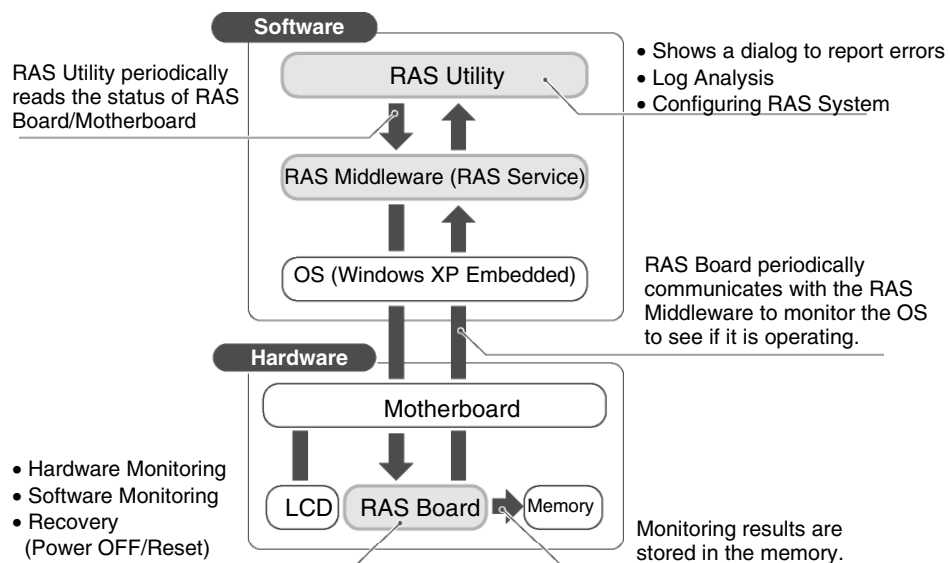 Software
RAS Utility periodically
reads the status of RAS
Board/Motherboard
RAS Utility
• Shows a dialog to report errors
• Log Analysis
• Configuring RAS System
RAS Middleware (RAS Service)
OS (Windows XP Embedded)
RAS Board periodically
communicates with the RAS
Middleware to monitor the OS
to see if it is operating.
Hardware
Motherboard
• Hardware Monitoring
• Software Monitoring
• Recovery
(Power OFF/Reset)
LCD
RAS Board
Memory
Monitoring results are
stored in the memory.